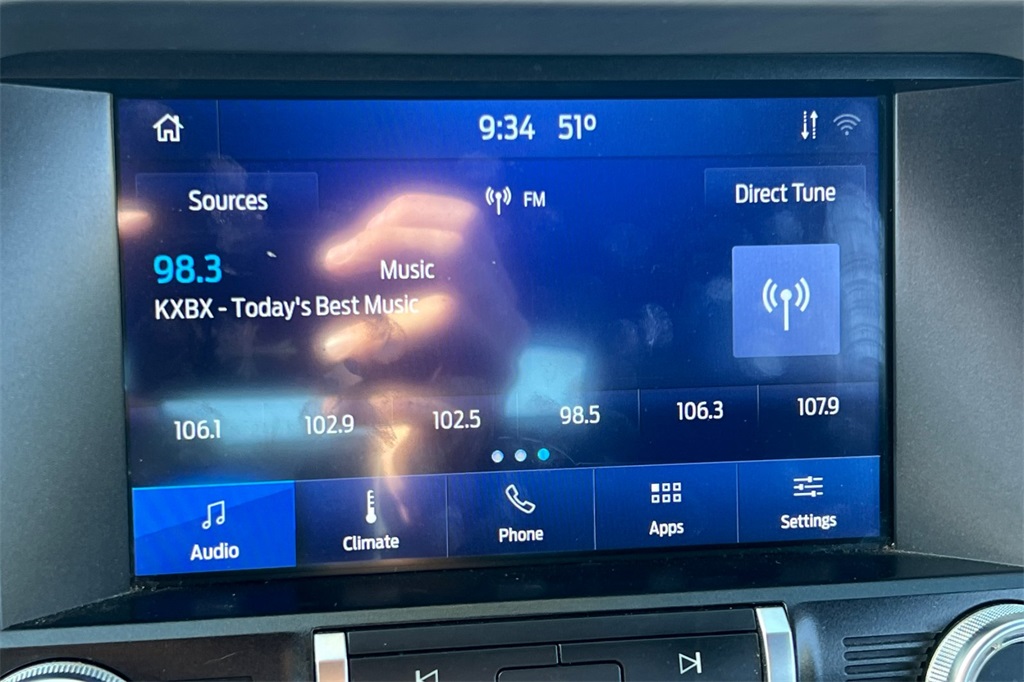 9:34 51°
Sources FM Direct Tune
98.3 Music
KXBX - Today's Best Music
106.1 102.9 102.5 98.5 106.3 107.9
Audio Climate Phone Apps Settings